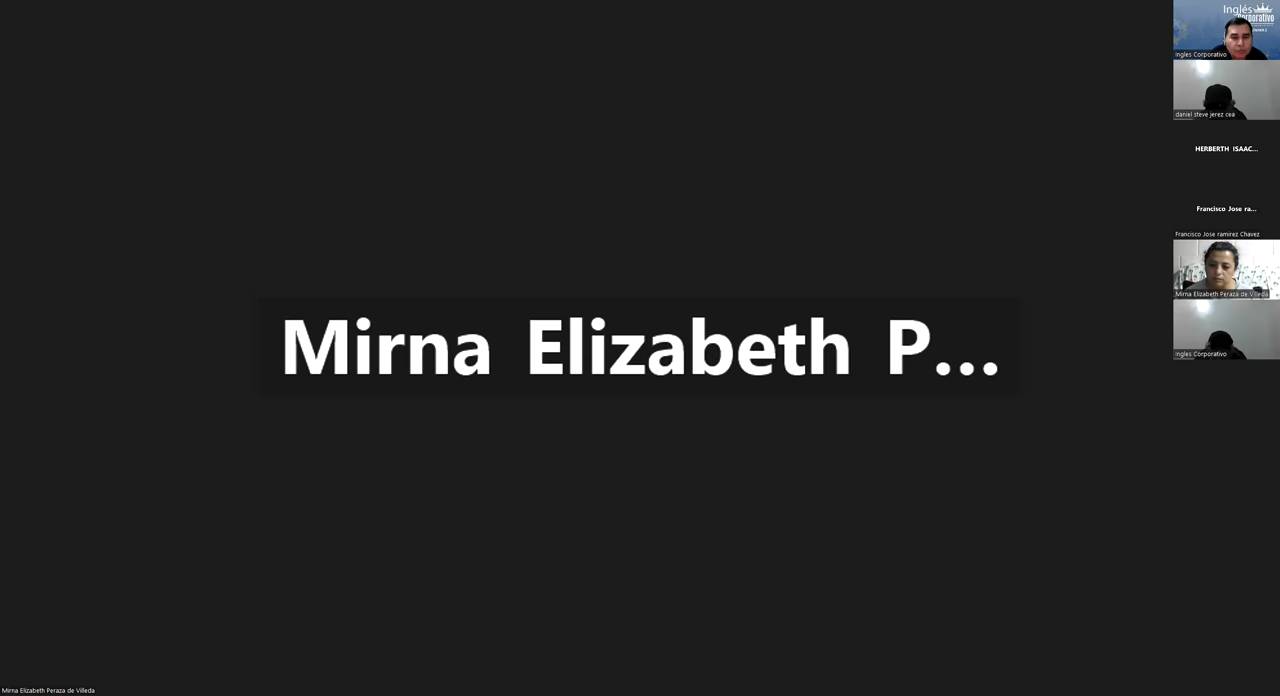 Mirna Elizabeth P...
Mirna Elizabeth Peraza de Villeda
Inglés
Corporativo
Ingles Corporativo
daniel steve jerez cea
HERBERTH ISAAC...
Francisco Jose ra...
Francisco Jose ramirez Chavez
Mirna Elizabeth Peraza de Villeda
Ingles Corporativo